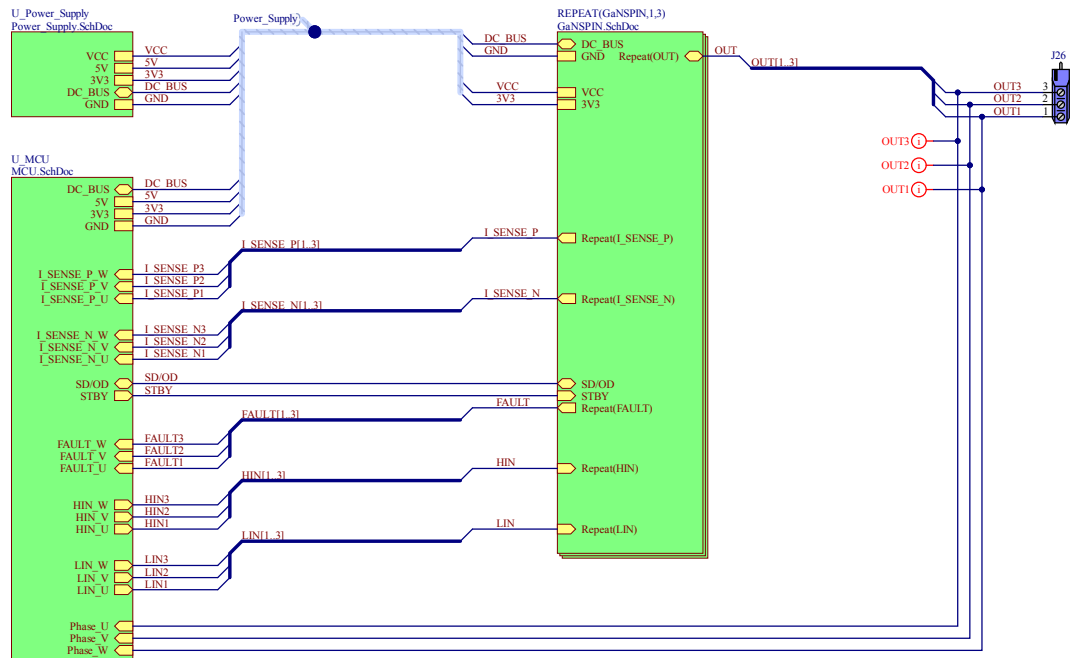 U_Power_Supply
Power_Supply.SchDoc
VCC
5V
3V3
DC_BUS
GND
VCC
5V
3V3
DC_BUS
GND
Power_Supply
REPEAT(GaNSPIN,1,3)
GaNSPIN.SchDoc
DC_BUS
GND
VCC
3V3
DC_BUS
GND
VCC
3V3
Repeat(OUT)
OUT
OUT[1..3]
J26
OUT3
OUT2
OUT1
3
2
1
OUT3 i
OUT2 i
OUT1 i
U_MCU
MCU.SchDoc
DC_BUS
5V
3V3
GND
DC_BUS
5V
3V3
GND
I_SENSE_P_W
I_SENSE_P_V
I_SENSE_P_U
I_SENSE_P3
I_SENSE_P2
I_SENSE_P1
I_SENSE_P[1..3]
I_SENSE_P
Repeat(I_SENSE_P)
I_SENSE_N_W
I_SENSE_N_V
I_SENSE_N_U
I_SENSE_N3
I_SENSE_N2
I_SENSE_N1
I_SENSE_N[1..3]
I_SENSE_N
Repeat(I_SENSE_N)
SD/OD
STBY
SD/OD
STBY
SD/OD
STBY
FAULT_W
FAULT_V
FAULT_U
FAULT3
FAULT2
FAULT1
FAULT[1..3]
FAULT
Repeat(FAULT)
HIN_W
HIN_V
HIN_U
HIN3
HIN2
HIN1
HIN[1..3]
HIN
Repeat(HIN)
LIN_W
LIN_V
LIN_U
LIN3
LIN2
LIN1
LIN[1..3]
LIN
Repeat(LIN)
Phase_U
Phase_V
Phase_W